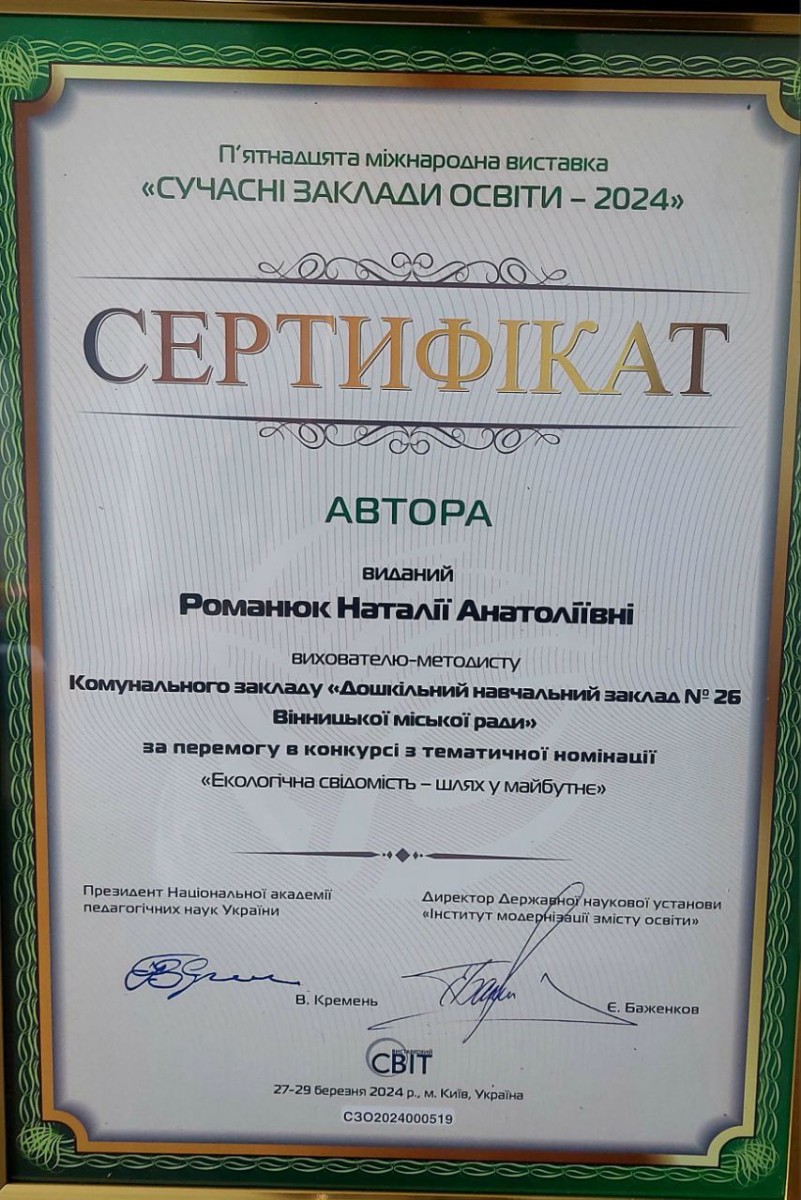 П'ятнадцята міжнародна виставка
«СУЧАСНІ ЗАКЛАДИ ОСВІТИ – 2024»
СЕРТИФІКАТ
АВТОРА
виданий
Романюк Наталії Анатоліївні
вихователю-методисту
Комунального закладу «Дошкільний навчальний заклад № 26
Вінницької міської ради»
за перемогу в конкурсі з тематичної номінації
«Екологічна свідомість – шлях у майбутнє»
Президент Національної академії
педагогічних наук України
В. Кремень
Директор Державної наукової установи
«Інститут модернізації змісту освіти»
Є. Баженков
ВИСТАВКОВИЙ
СВІТ
27-29 березня 2024 р., м. Київ, Україна
СЗО2024000519